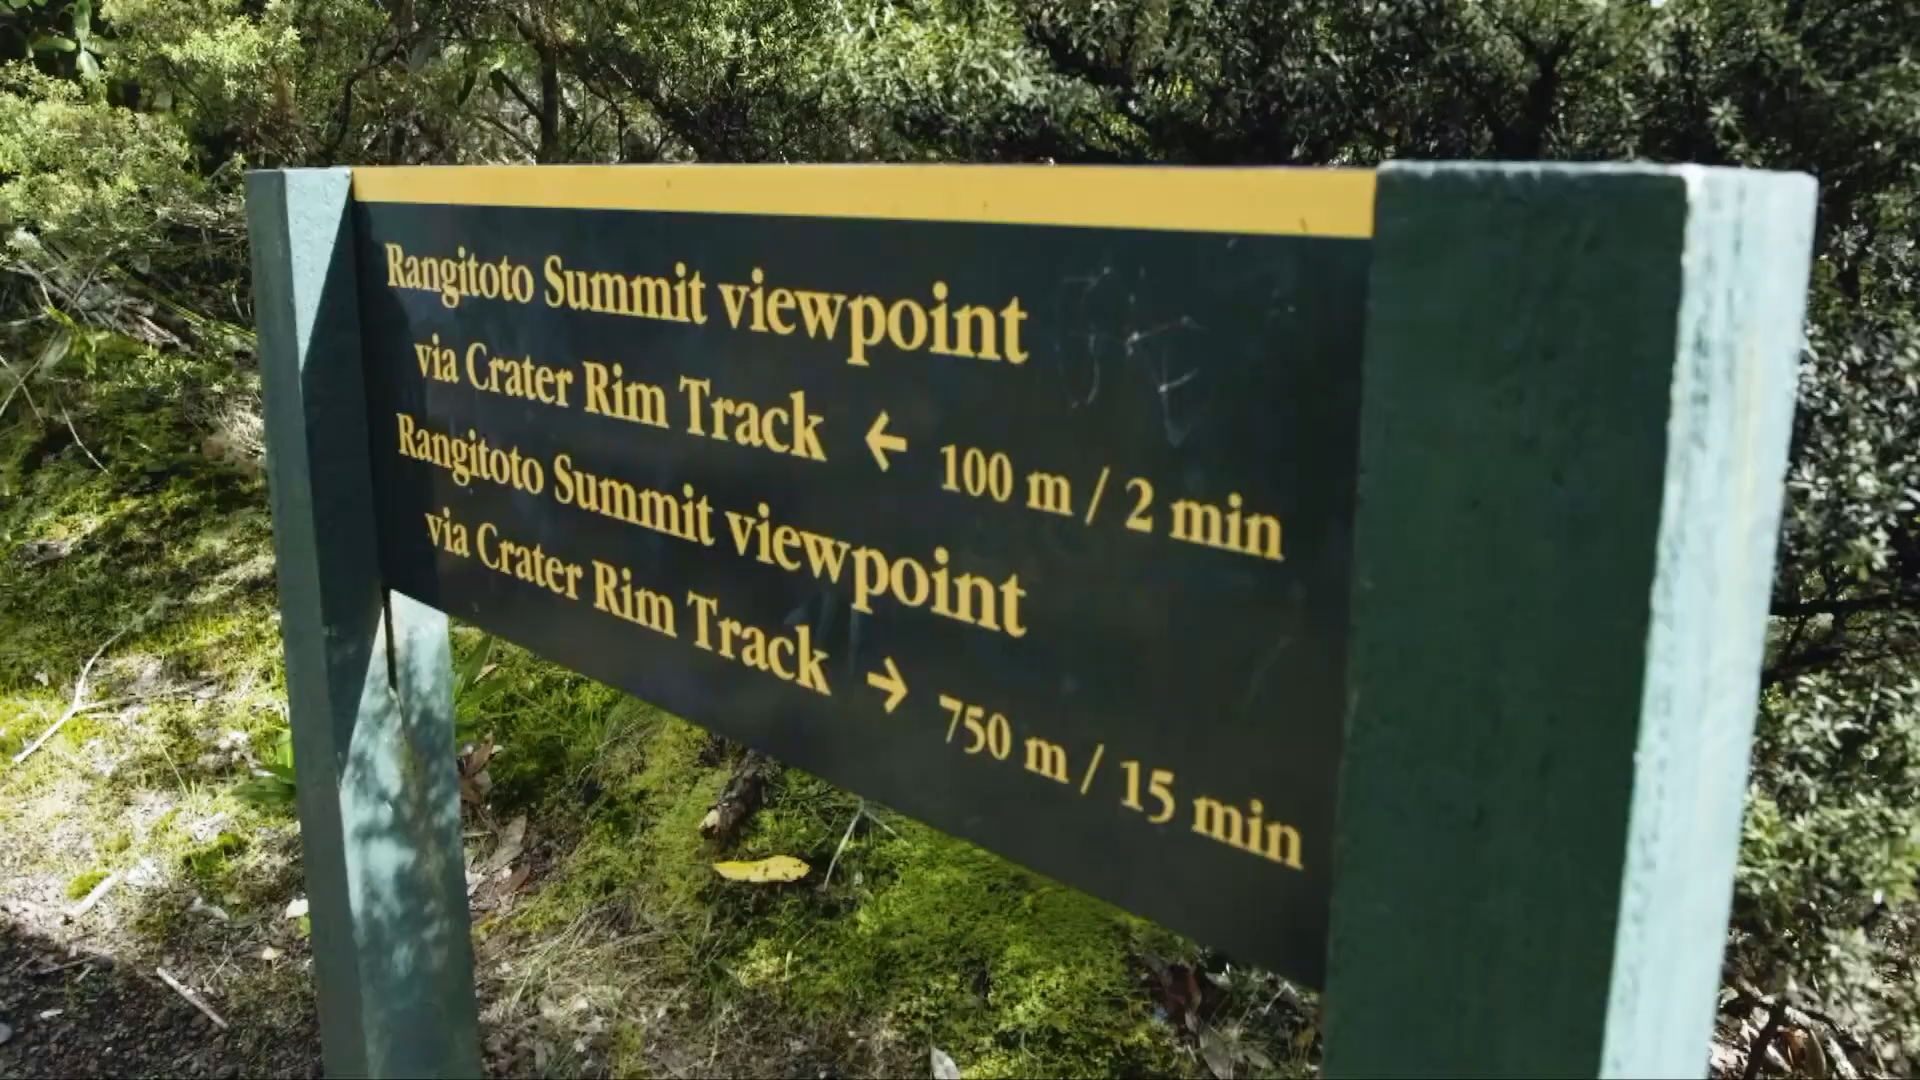 Rangitoto Summit viewpoint
via Crater Rim Track ← 100 m / 2 min
Rangitoto Summit viewpoint
via Crater Rim Track → 750 m / 15 min